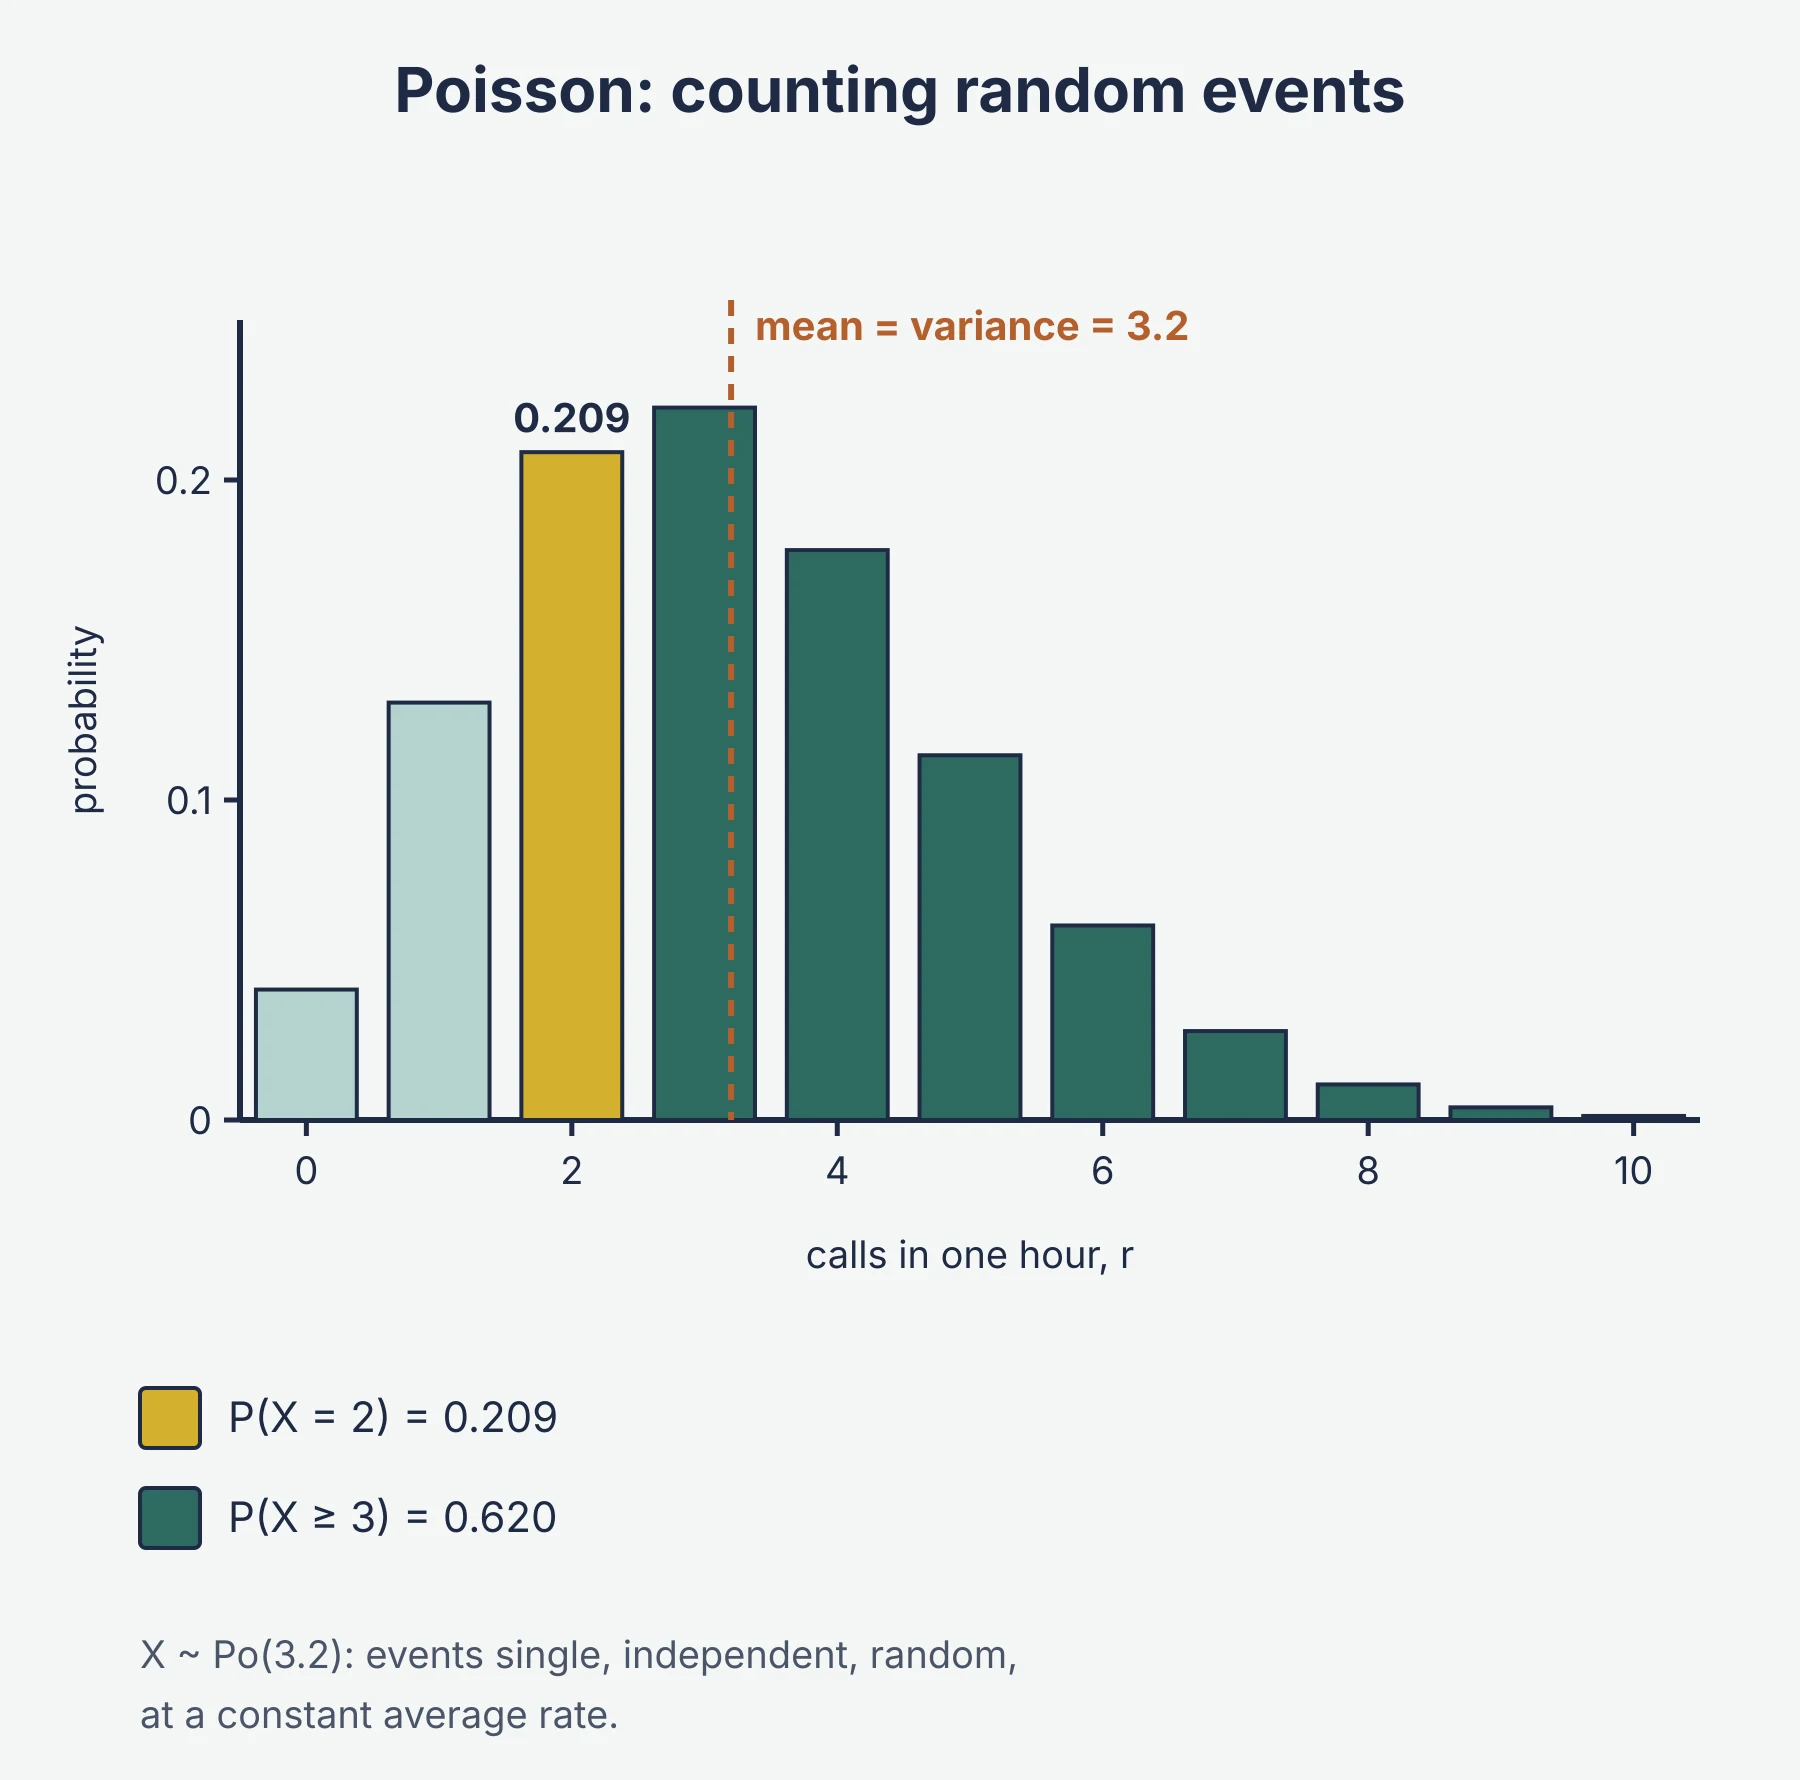 Poisson: counting random events
mean = variance = 3.2
0.209
0.2
0.1
0
probability
0 2 4 6 8 10
calls in one hour, r
P(X = 2) = 0.209
P(X ≥ 3) = 0.620
X ~ Po(3.2): events single, independent, random,
at a constant average rate.